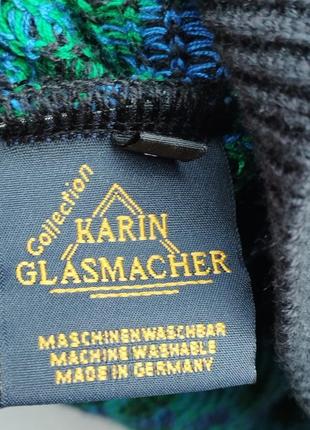 Collection
KARIN
GLASMACHER
MASCHINENWASCHBAR
MACHINE WASHABLE
MADE IN GERMANY